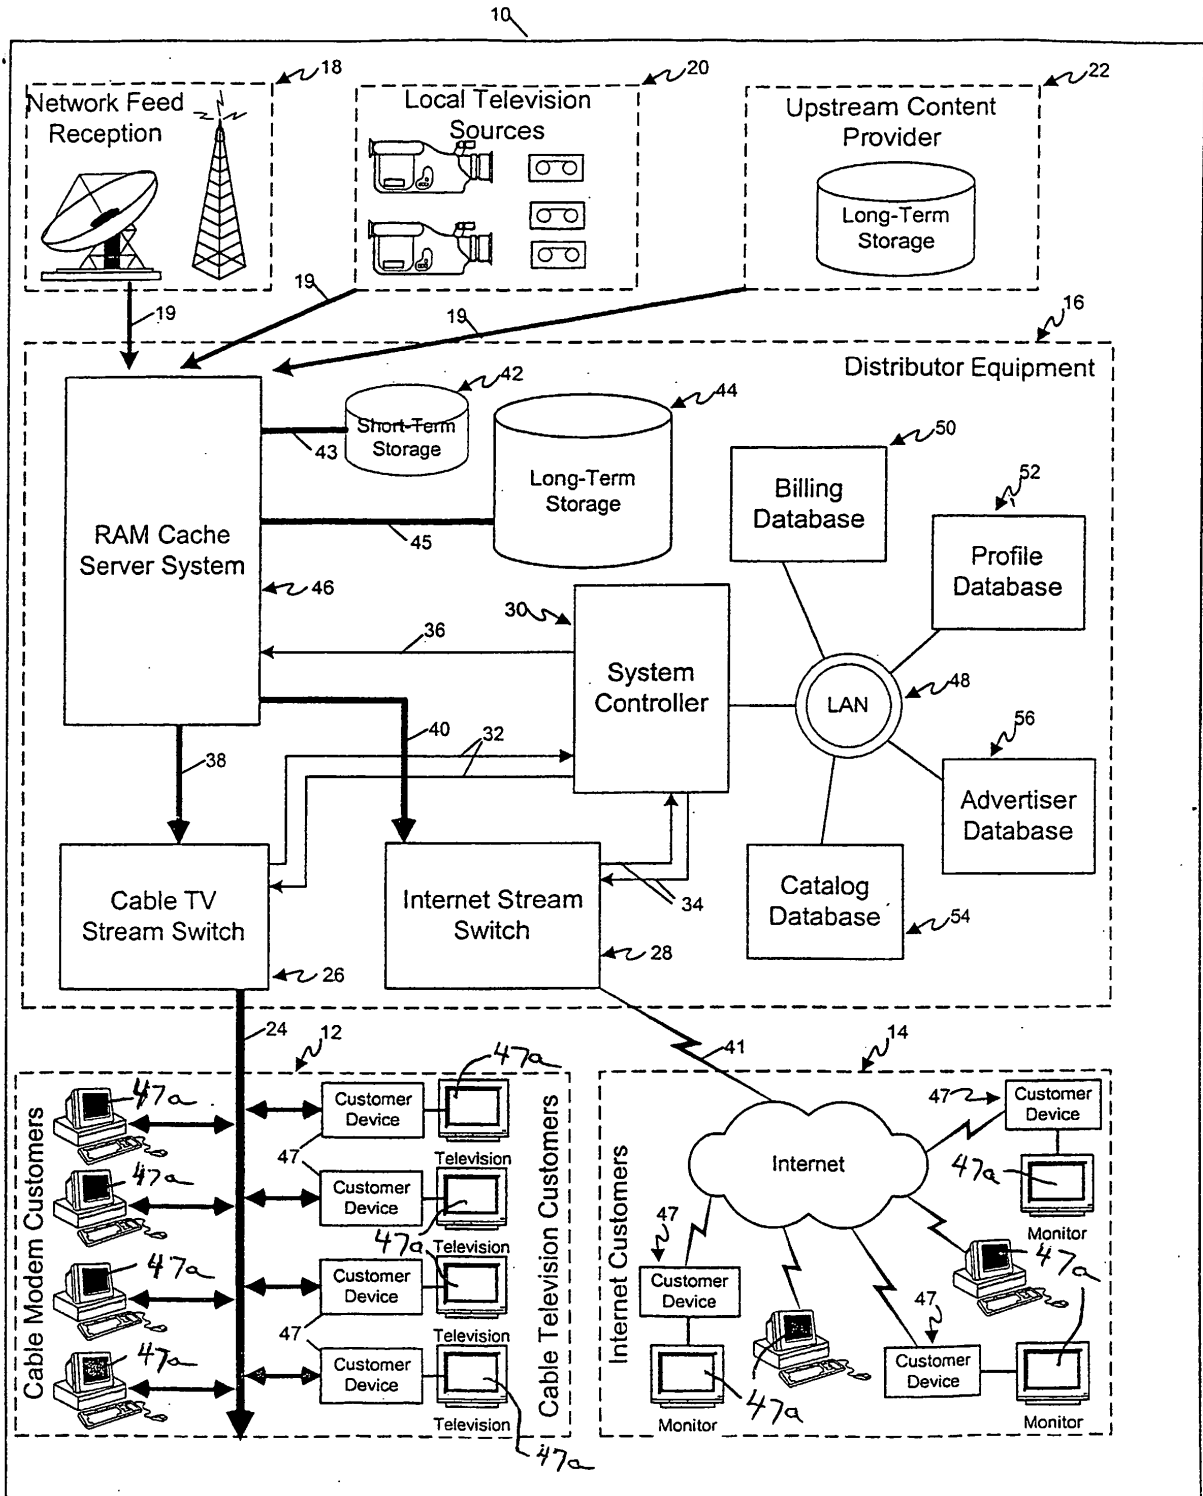 10
18
20
22
Network Feed
Reception
Local Television
Sources
Upstream Content
Provider
Long-Term
Storage
19
19
19
16
Distributor Equipment
42
44
Short-Term
Storage
43
Long-Term
Storage
45
50
Billing
Database
52
Profile
Database
RAM Cache
Server System
46
30
36
System
Controller
LAN
48
40
32
38
56
Advertiser
Database
Cable TV
Stream Switch
26
Internet Stream
Switch
28
34
Catalog
Database
54
24
12
41
14
Cable Modem Customers
47a
47a
47a
47a
Customer
Device
47
47a
Television
Customer
Device
47
47a
Television
Customer
Device
47
Television
Customer
Device
Television
47a
Cable Television Customers
Internet Customers
Internet
47
Customer
Device
47a
Monitor
47
Customer
Device
47a
Monitor
47a
47
Customer
Device
47a
Monitor